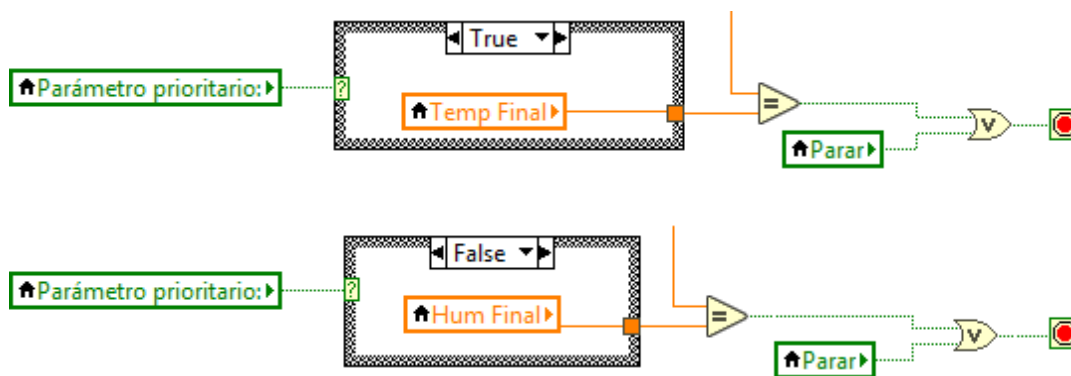 True
Parámetro prioritario:
?
Temp Final
=
Parar
V
False
Parámetro prioritario:
?
Hum Final
=
Parar
V